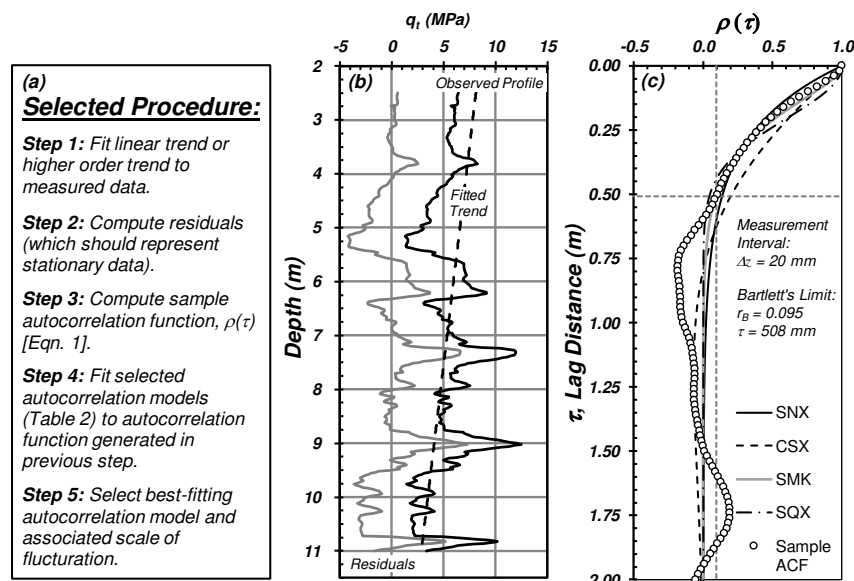 (a)
Selected Procedure:
Step 1: Fit linear trend or
higher order trend to
measured data.
Step 2: Compute residuals
(which should represent
stationary data).
Step 3: Compute sample
autocorrelation function, ρ(τ)
[Eqn. 1].
Step 4: Fit selected
autocorrelation models
(Table 2) to autocorrelation
function generated in
previous step.
Step 5: Select best-fitting
autocorrelation model and
associated scale of
flucturation.
q_t (MPa)
-5 0 5 10 15
(b)
Observed Profile
Depth (m)
2
3
4
5
6
7
8
9
10
11
Fitted
Trend
Residuals
ρ(τ)
-0.5 0.0 0.5 1.0
(c)
τ, Lag Distance (m)
0.00
0.25
0.50
0.75
1.00
1.25
1.50
1.75
2.00
Measurement
Interval:
Δz = 20 mm
Bartlett's Limit:
r_B = 0.095
τ = 508 mm
SNX
CSX
SMK
SQX
Sample
ACF